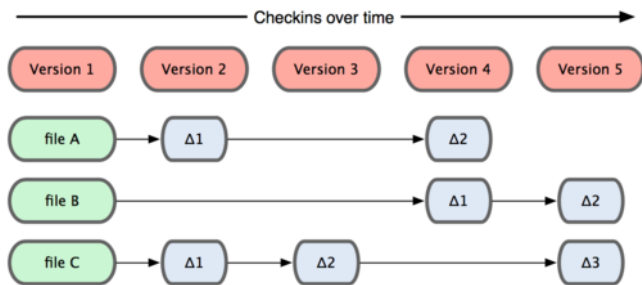 Checkins over time
Version 1 Version 2 Version 3 Version 4 Version 5
file A Δ1 Δ2
file B Δ1 Δ2
file C Δ1 Δ2 Δ3